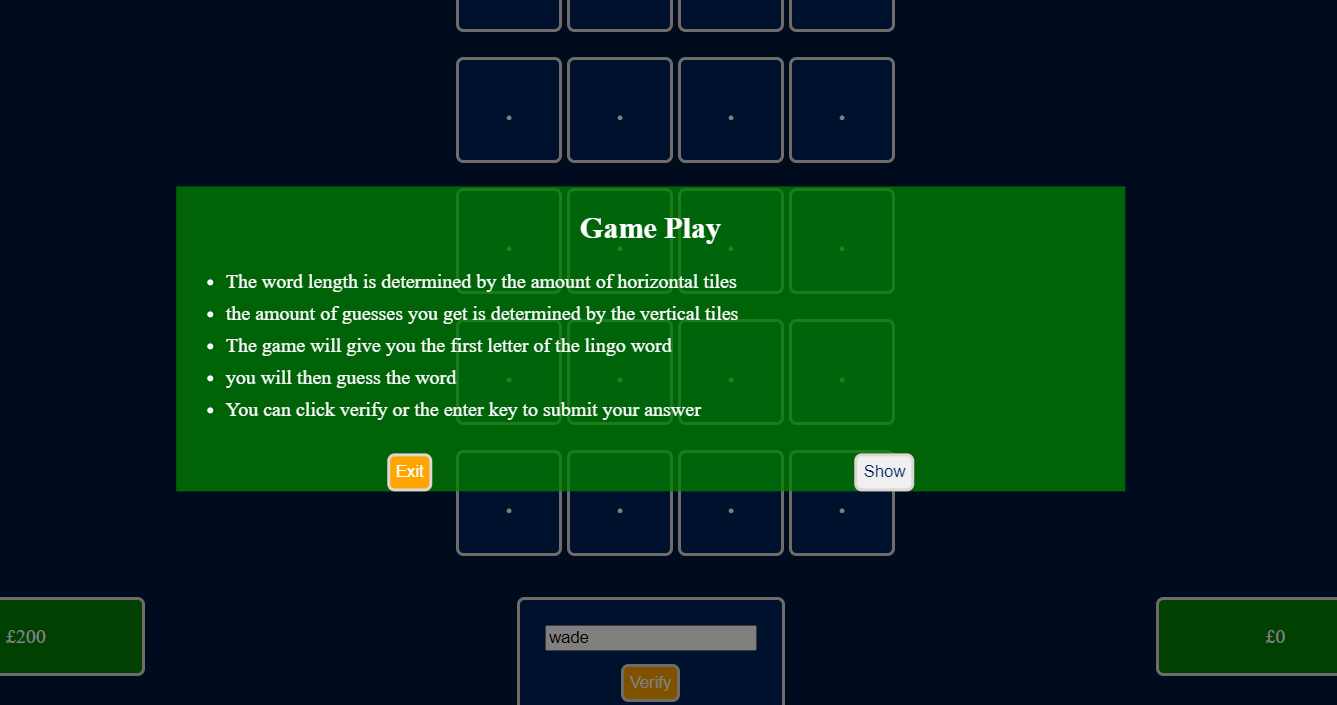 Game Play
• The word length is determined by the amount of horizontal tiles
• the amount of guesses you get is determined by the vertical tiles
• The game will give you the first letter of the lingo word
• you will then guess the word
• You can click verify or the enter key to submit your answer
Exit Show
. . . .
. . . .
. . . .
. . . .
£200 wade £0
Verify